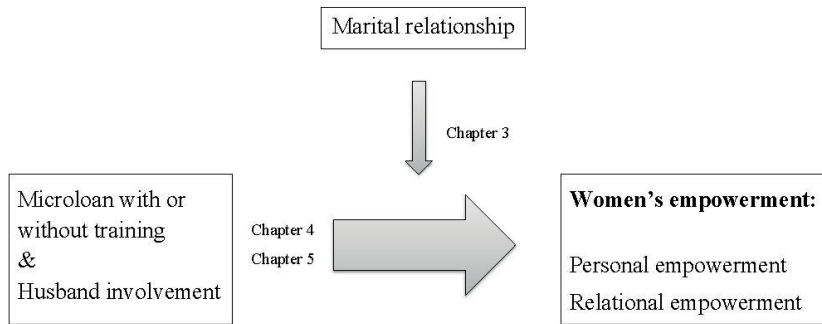 Marital relationship
Chapter 3
Microloan with or
without training
&
Husband involvement
Chapter 4
Chapter 5
Women's empowerment:
Personal empowerment
Relational empowerment